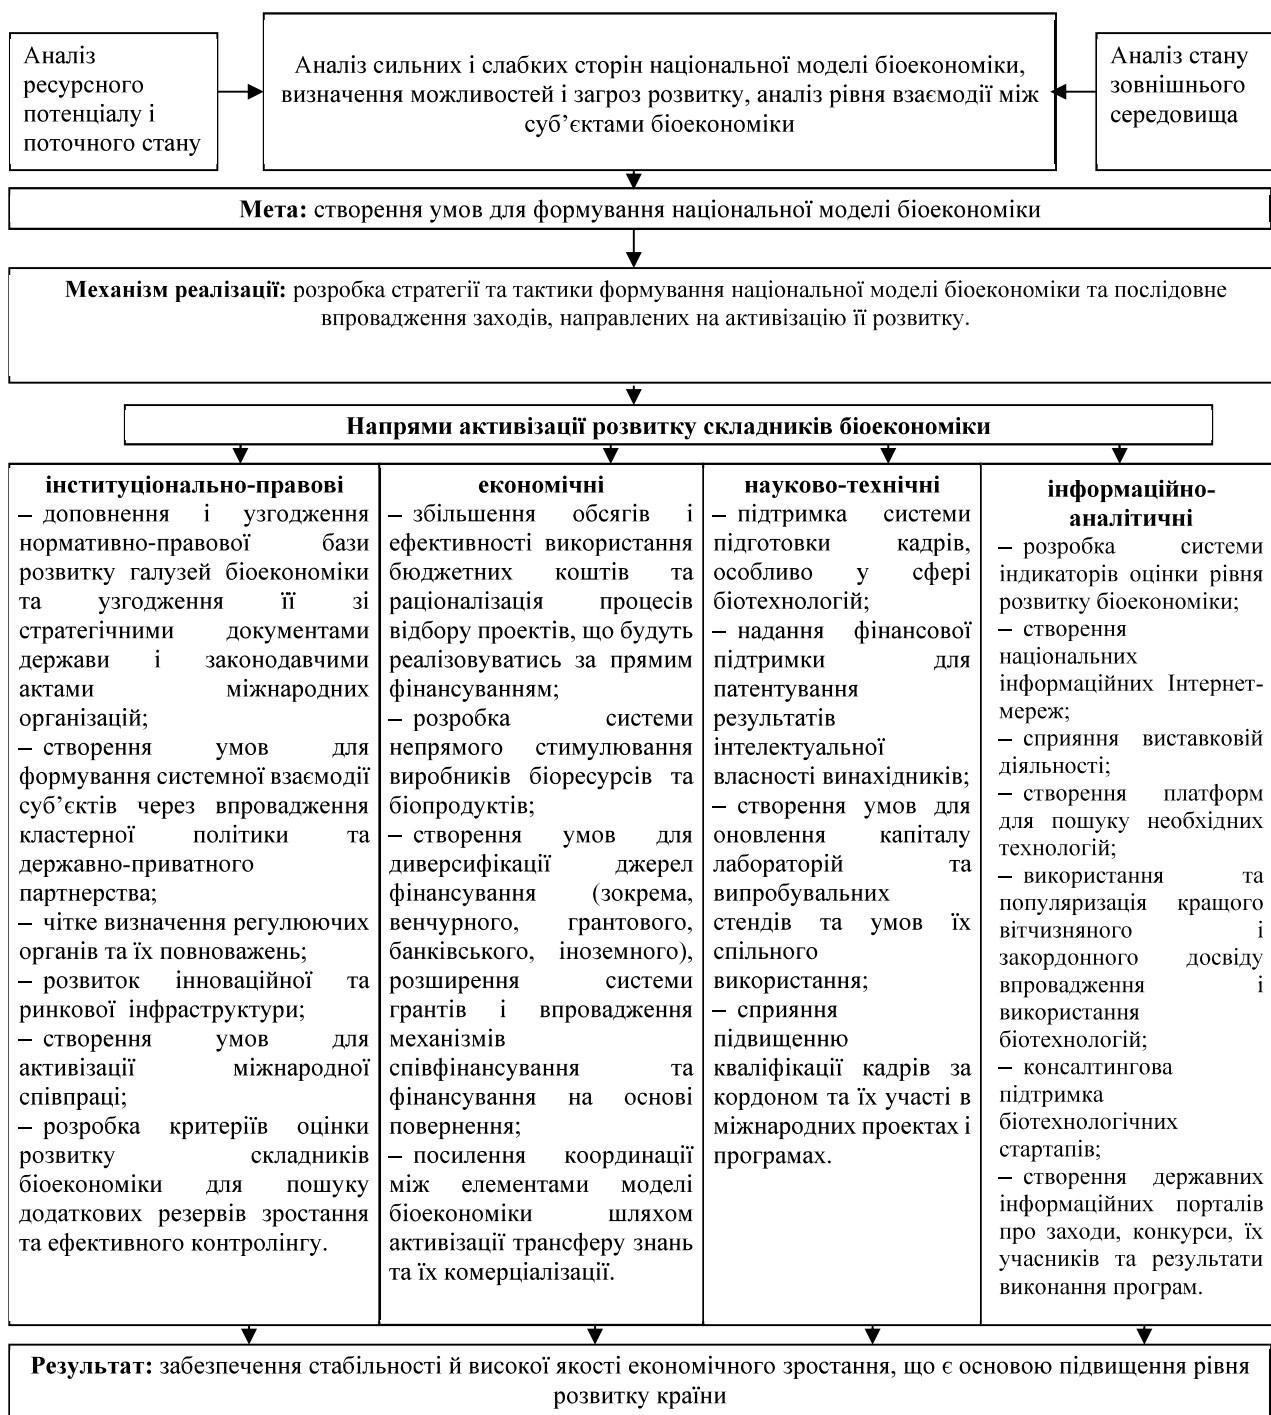 Аналіз
ресурсного
потенціалу і
поточного стану
Аналіз сильних і слабких сторін національної моделі біоекономіки,
визначення можливостей і загроз розвитку, аналіз рівня взаємодії між
суб’єктами біоекономіки
Аналіз стану
зовнішнього
середовища
Мета: створення умов для формування національної моделі біоекономіки
Механізм реалізації: розробка стратегії та тактики формування національної моделі біоекономіки та послідовне
впровадження заходів, направлених на активізацію її розвитку.
Напрями активізації розвитку складників біоекономіки
інституціонально-правові
– доповнення і узгодження
нормативно-правової бази
розвитку галузей біоекономіки
та узгодження її зі
стратегічними документами
держави і законодавчими
актами міжнародних
організацій;
– створення умов для
формування системної взаємодії
суб’єктів через впровадження
кластерної політики та
державно-приватного
партнерства;
– чітке визначення регулюючих
органів та їх повноважень;
– розвиток інноваційної та
ринкової інфраструктури;
– створення умов для
активізації міжнародної
співпраці;
– розробка критеріїв оцінки
розвитку складників
біоекономіки для пошуку
додаткових резервів зростання
та ефективного контролінгу.
економічні
– збільшення обсягів і
ефективності використання
бюджетних коштів та
раціоналізація процесів
відбору проектів, що будуть
реалізовуватись за прямим
фінансуванням;
– розробка системи
непрямого стимулювання
виробників біоресурсів та
біопродуктів;
– створення умов для
диверсифікації джерел
фінансування (зокрема,
венчурного, грантового,
банківського, іноземного),
розширення системи
грантів і впровадження
механізмів
співфінансування та
фінансування на основі
повернення;
– посилення координації
між елементами моделі
біоекономіки шляхом
активізації трансферу знань
та їх комерціалізації.
науково-технічні
– підтримка системи
підготовки кадрів,
особливо у сфері
біотехнологій;
– надання фінансової
підтримки для
патентування
результатів
інтелектуальної
власності винахідників;
– створення умов для
оновлення капіталу
лабораторій та
випробувальних
стендів та умов їх
спільного
використання;
– сприяння
підвищенню
кваліфікації кадрів за
кордоном та їх участі в
міжнародних проектах і
програмах.
інформаційно-
аналітичні
– розробка системи
індикаторів оцінки рівня
розвитку біоекономіки;
– створення
національних
інформаційних Інтернет-
мереж;
– сприяння виставковій
діяльності;
– створення платформ
для пошуку необхідних
технологій;
– використання та
популяризація кращого
вітчизняного і
закордонного досвіду
впровадження і
використання
біотехнологій;
– консалтингова
підтримка
біотехнологічних
стартапів;
– створення державних
інформаційних порталів
про заходи, конкурси, їх
учасників та результати
виконання програм.
Результат: забезпечення стабільності й високої якості економічного зростання, що є основою підвищення рівня
розвитку країни